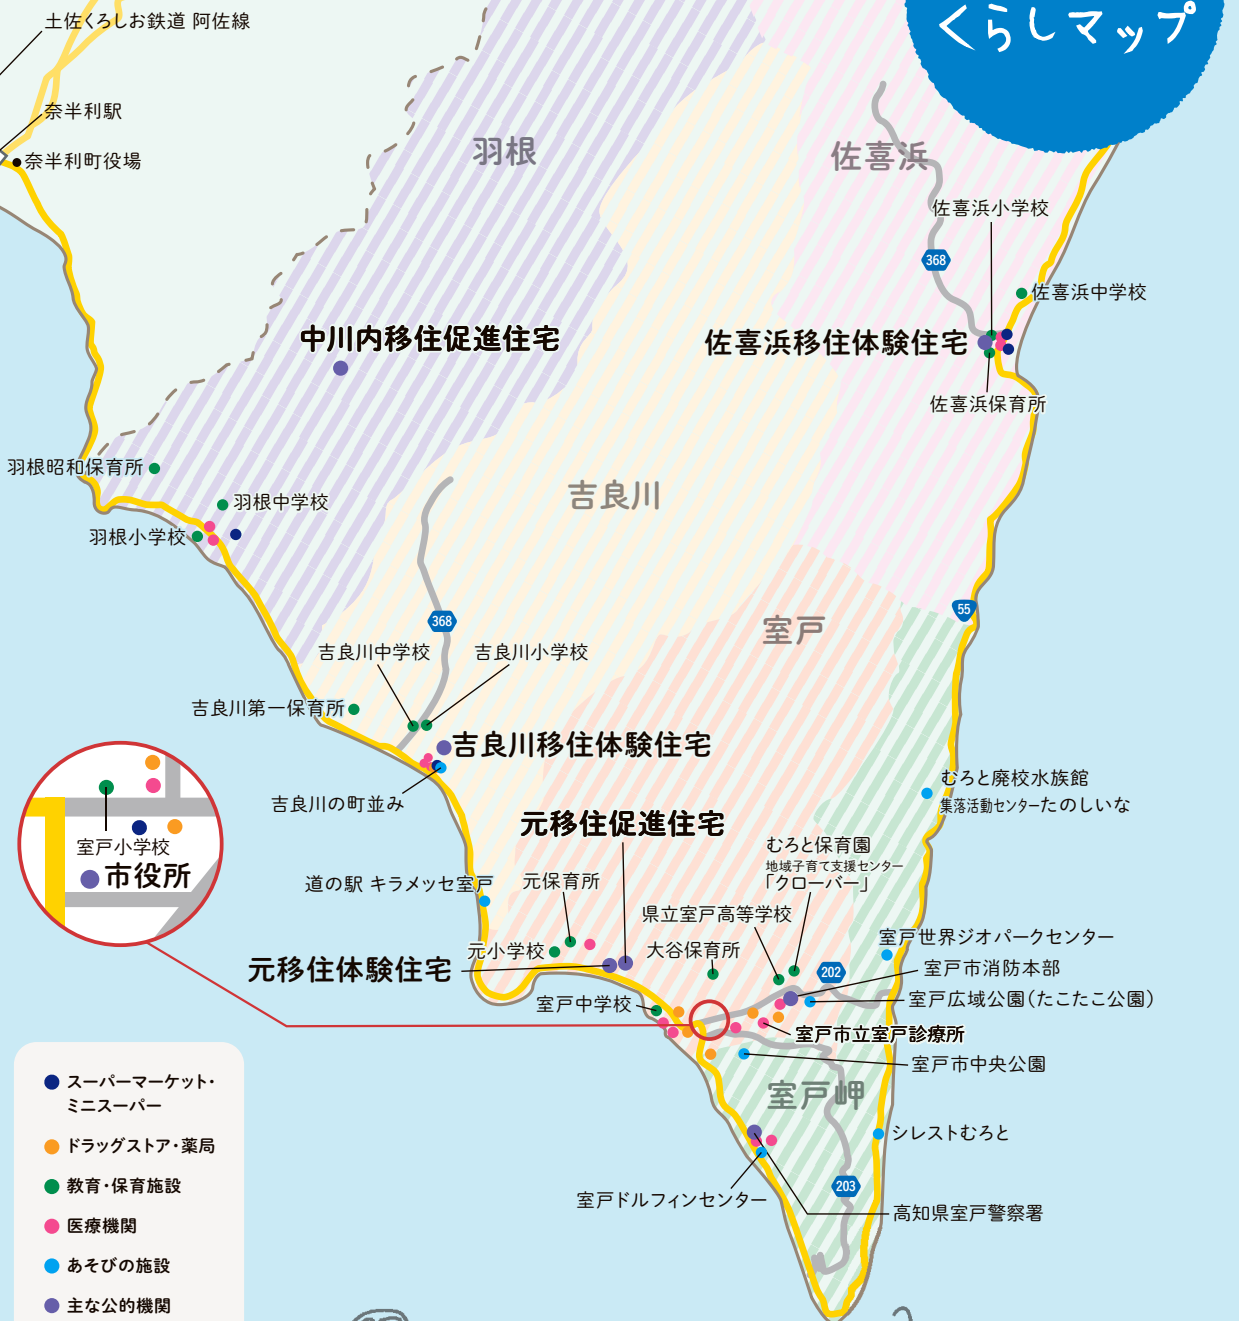 土佐くろしお鉄道 阿佐線
くらしマップ
奈半利駅
奈半利町役場
羽根
佐喜浜
佐喜浜小学校
368
佐喜浜中学校
中川内移住促進住宅
佐喜浜移住体験住宅
佐喜浜保育所
羽根昭和保育所
羽根中学校
羽根小学校
吉良川
368
55
室戸
吉良川中学校
吉良川小学校
吉良川第一保育所
吉良川移住体験住宅
吉良川の町並み
むろと廃校水族館
集落活動センターたのしいな
元移住促進住宅
室戸小学校
市役所
むろと保育園
地域子育て支援センター
「クローバー」
道の駅 キラメッセ室戸
元保育所
県立室戸高等学校
元小学校
大谷保育所
室戸世界ジオパークセンター
元移住体験住宅
202
室戸市消防本部
室戸中学校
室戸広域公園(たこたこ公園)
室戸市立室戸診療所
室戸市中央公園
室戸岬
シレストむろと
203
室戸ドルフィンセンター
高知県室戸警察署
スーパーマーケット・
ミニスーパー
ドラッグストア・薬局
教育・保育施設
医療機関
あそびの施設
主な公的機関